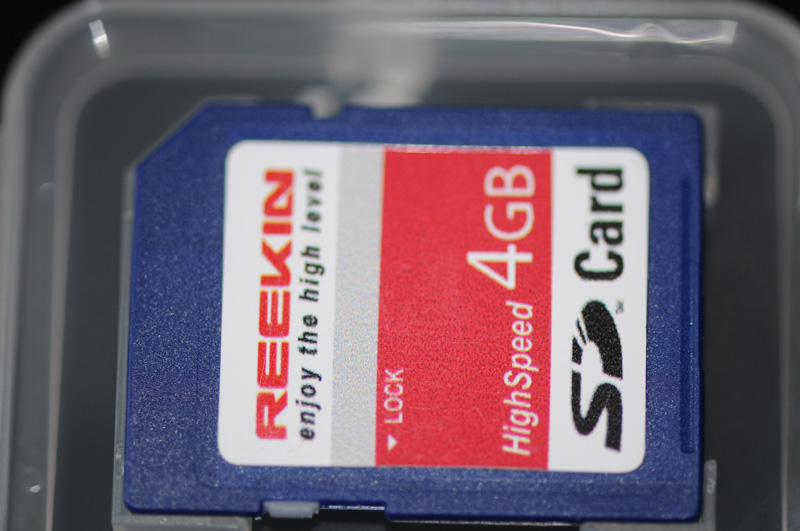 REEKIN
enjoy the high level
▼ LOCK
HighSpeed 4GB
SD Card